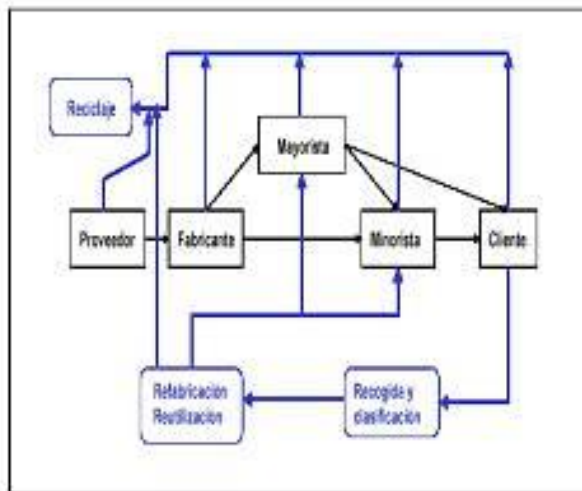 Reciclaje
Mayorista
Proveedor
Fabricante
Minorista
Cliente
Refabricación
Reutilización
Recogida y
clasificación